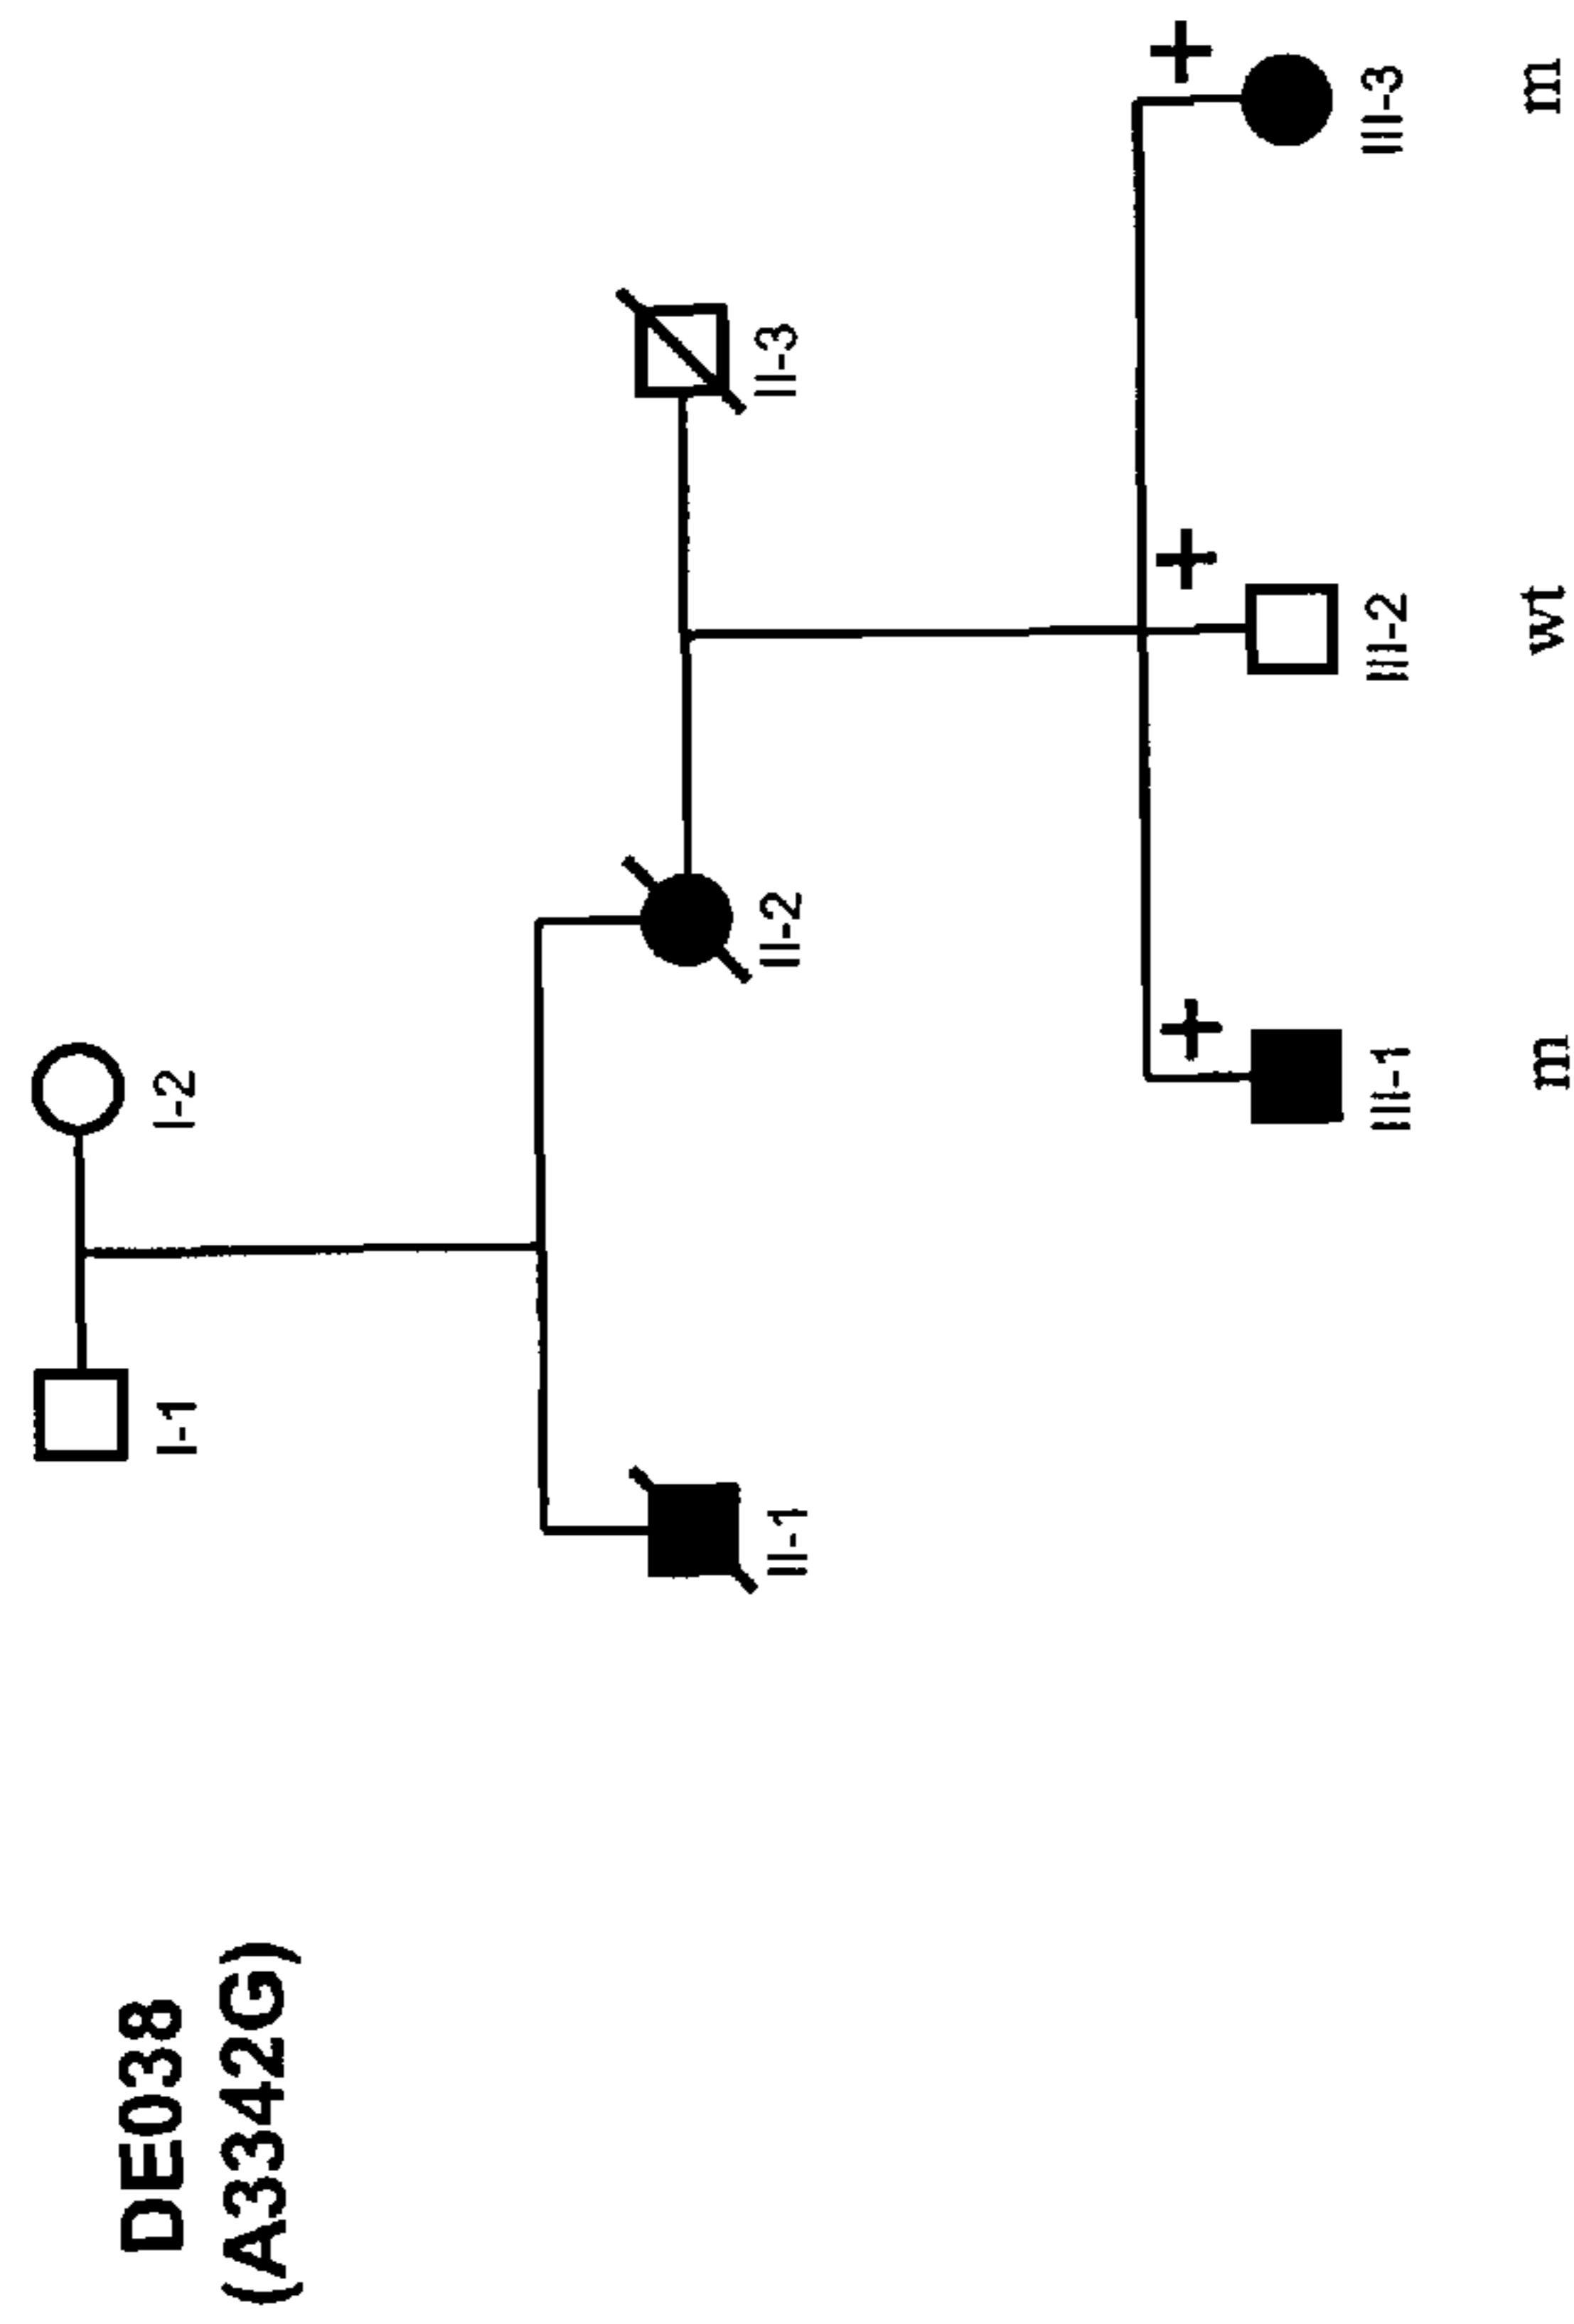 DE038
(A3342G)
I-1 I-2
II-1 II-2 II-3
III-1 III-2 III-3
m wt m